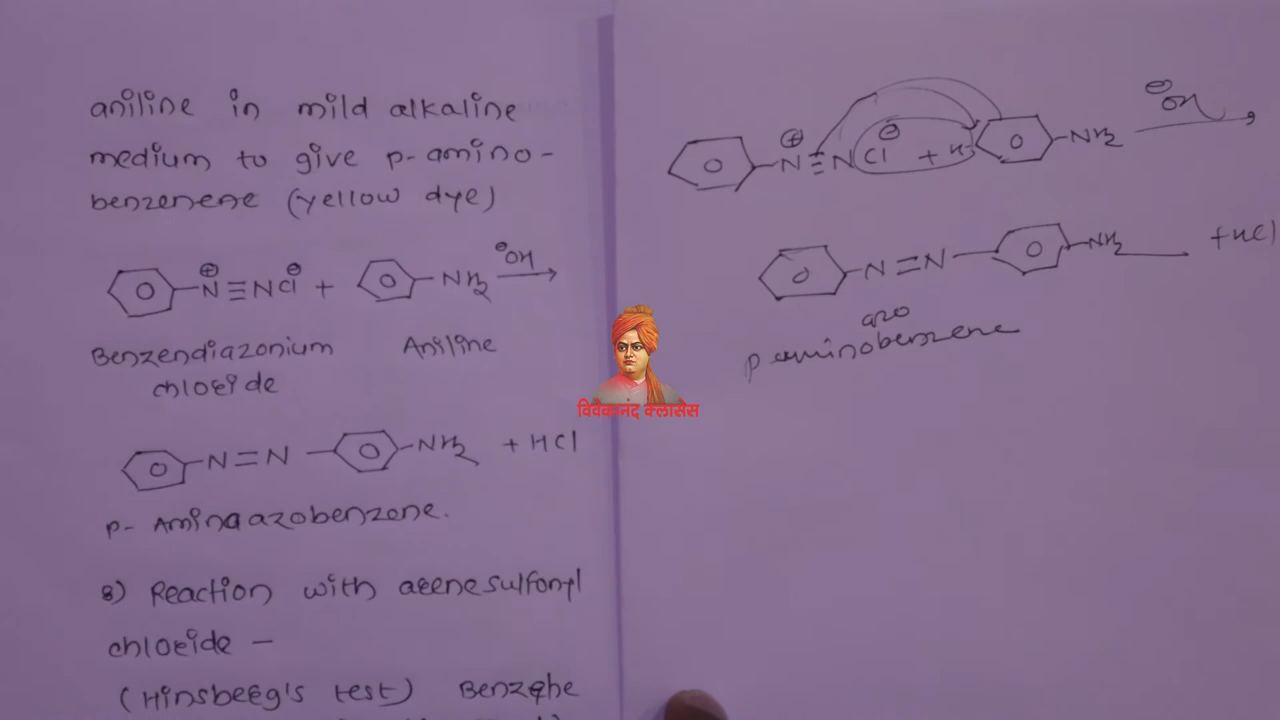 aniline in mild alkaline
medium to give p-amino-
benzenene (yellow dye)
N≡NCl + NH2 OH
Benzendiazonium Aniline
chloride
N=N NH2 + HCl
p- Aminoazobenzene.
8) Reaction with arenesulfonyl
chloride -
(Hinsberg's test) Benzene
N≡NCl + H NH2 OH
N=N NH2 + HCl
azo
p aminobenzene
विवेकानंद क्लासेस